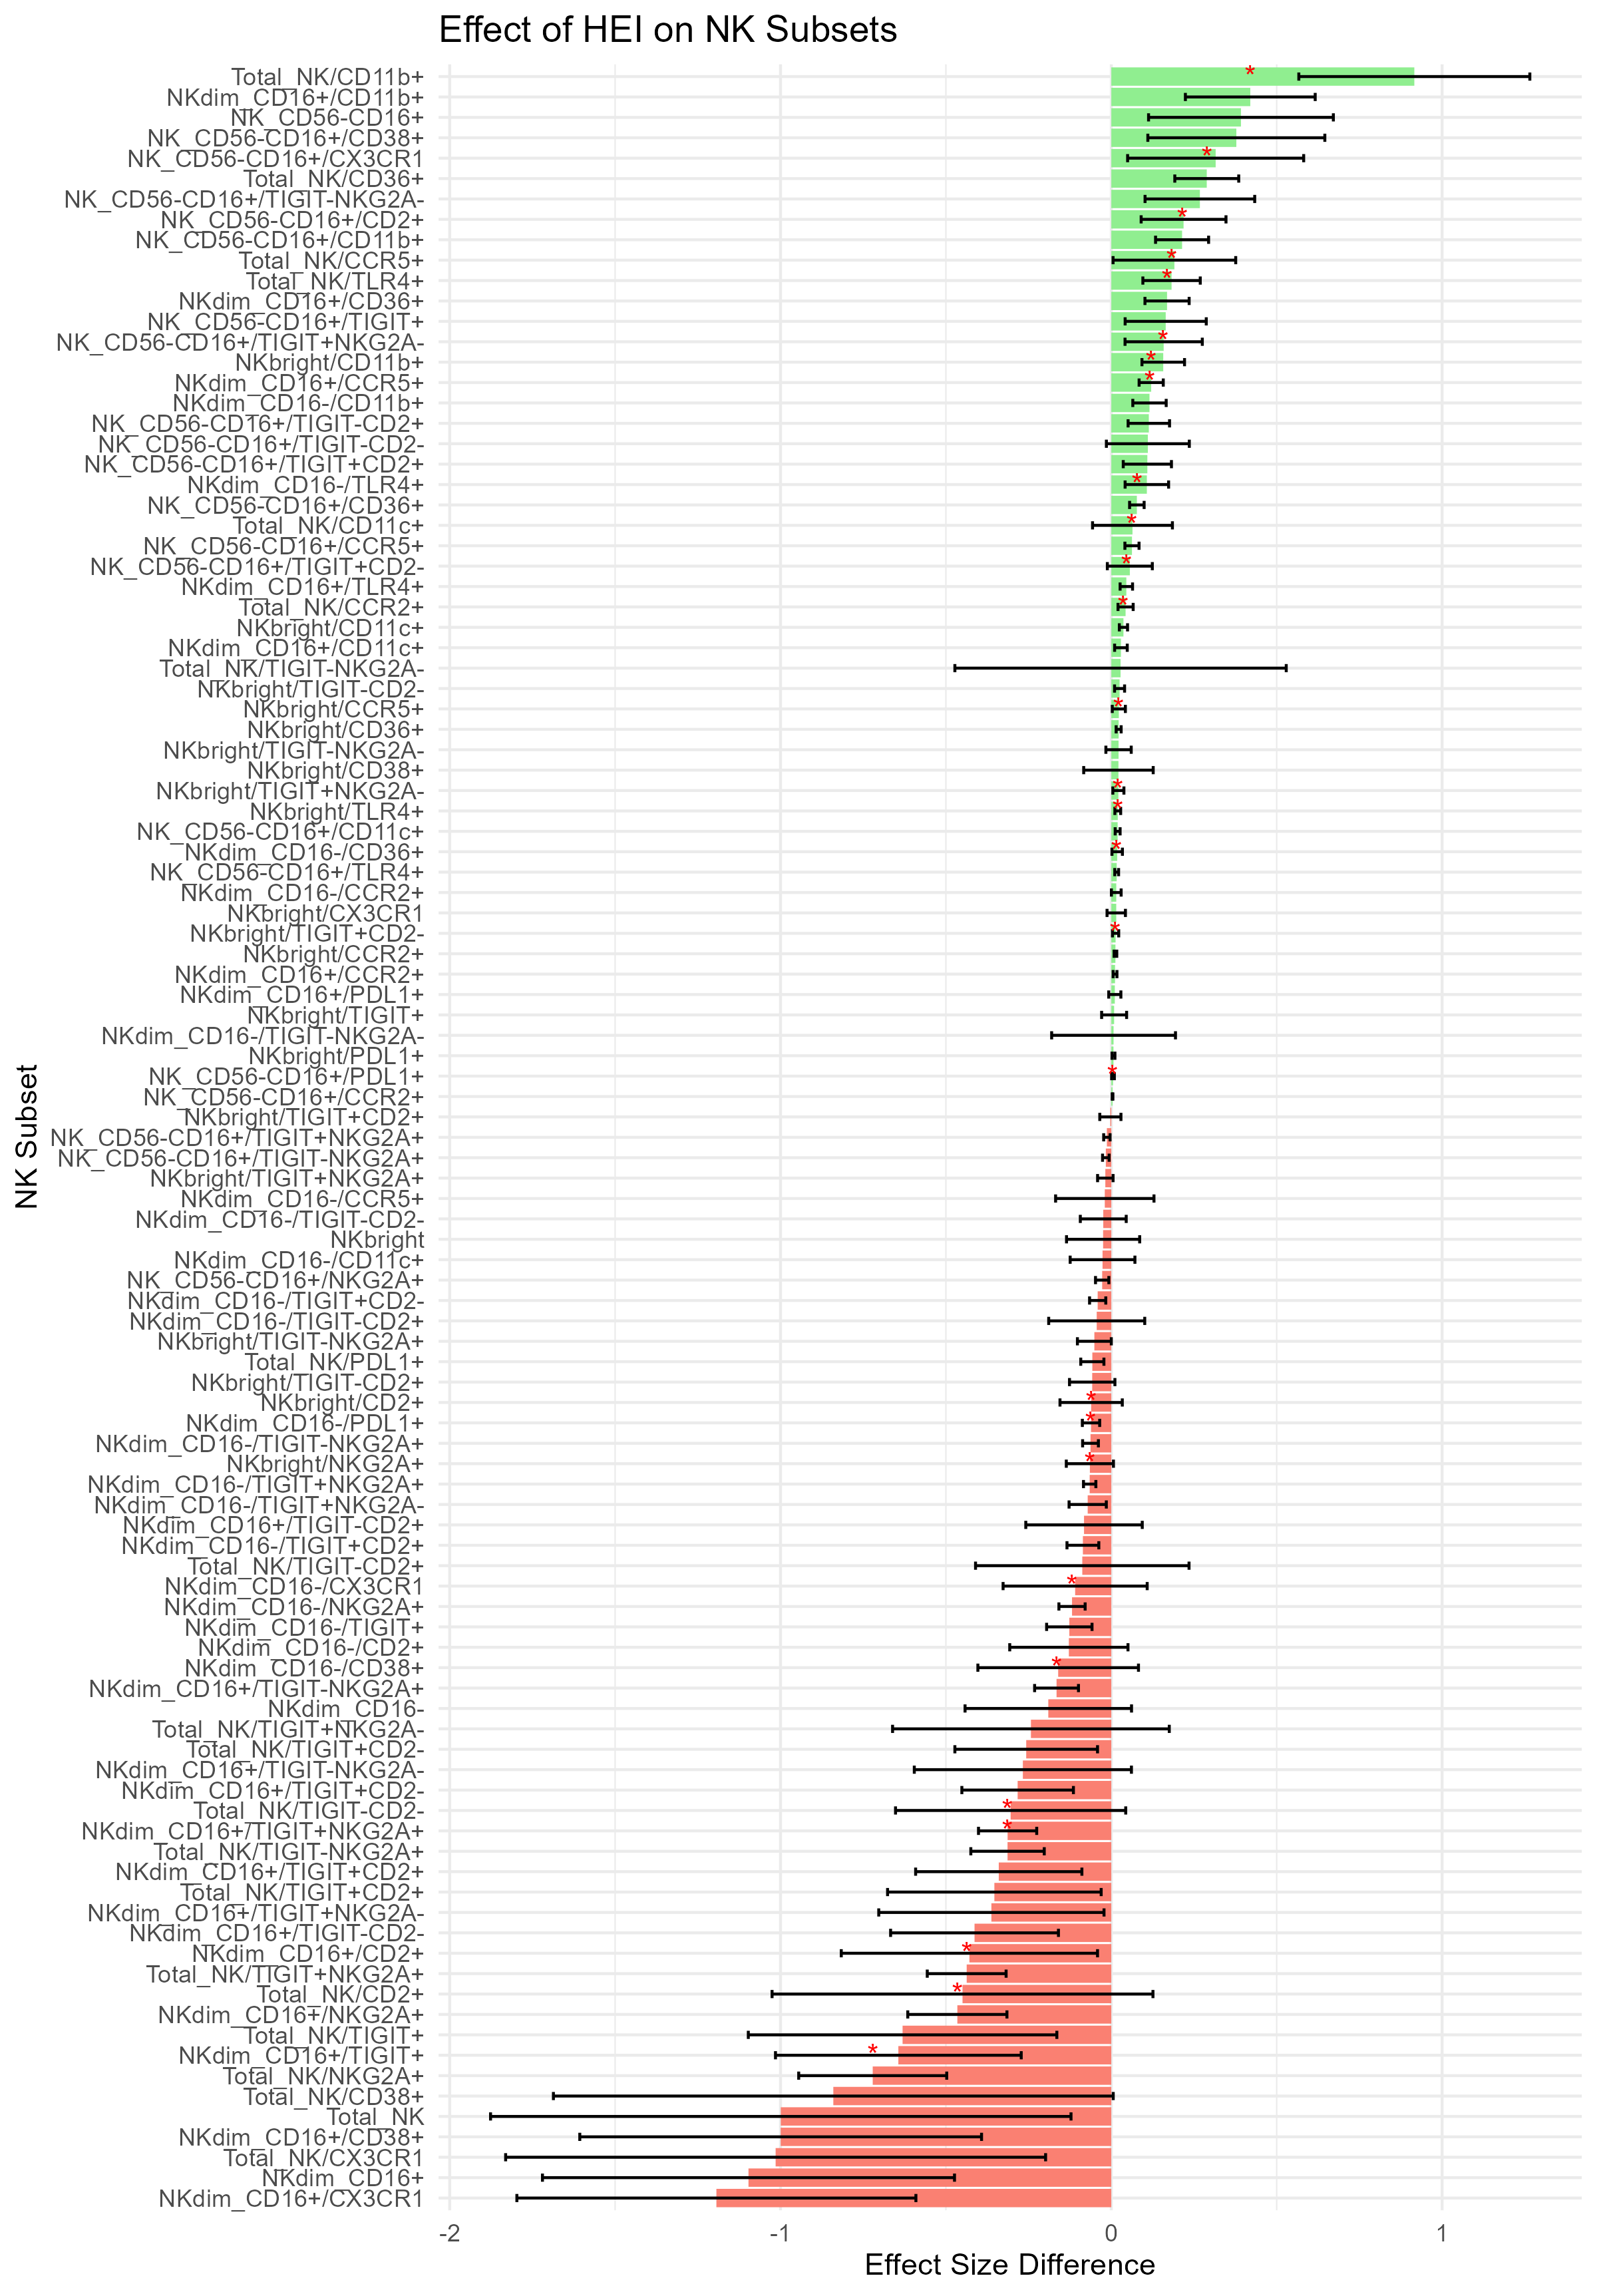 Effect of HEI on NK Subsets
Total_NK/CD11b+
NKdim_CD16+/CD11b+
NK_CD56-CD16+
NK_CD56-CD16+/CD38+
NK_CD56-CD16+/CX3CR1
Total_NK/CD36+
NK_CD56-CD16+/TIGIT-NKG2A-
NK_CD56-CD16+/CD2+
NK_CD56-CD16+/CD11b+
Total_NK/CCR5+
Total_NK/TLR4+
NKdim_CD16+/CD36+
NK_CD56-CD16+/TIGIT+
NK_CD56-CD16+/TIGIT+NKG2A-
NKbright/CD11b+
NKdim_CD16+/CCR5+
NKdim_CD16-/CD11b+
NK_CD56-CD16+/TIGIT-CD2+
NK_CD56-CD16+/TIGIT-CD2-
NK_CD56-CD16+/TIGIT+CD2+
NKdim_CD16-/TLR4+
NK_CD56-CD16+/CD36+
Total_NK/CD11c+
NK_CD56-CD16+/CCR5+
NK_CD56-CD16+/TIGIT+CD2-
NKdim_CD16+/TLR4+
Total_NK/CCR2+
NKbright/CD11c+
NKdim_CD16+/CD11c+
Total_NK/TIGIT-NKG2A-
NKbright/TIGIT-CD2-
NKbright/CCR5+
NKbright/CD36+
NKbright/TIGIT-NKG2A-
NKbright/CD38+
NKbright/TIGIT+NKG2A-
NKbright/TLR4+
NK_CD56-CD16+/CD11c+
NKdim_CD16-/CD36+
NK_CD56-CD16+/TLR4+
NKdim_CD16-/CCR2+
NKbright/CX3CR1
NKbright/TIGIT+CD2-
NKbright/CCR2+
NKdim_CD16+/CCR2+
NKdim_CD16+/PDL1+
NKbright/TIGIT+
NKdim_CD16-/TIGIT-NKG2A-
NKbright/PDL1+
NK_CD56-CD16+/PDL1+
NK_CD56-CD16+/CCR2+
NKbright/TIGIT+CD2+
NK_CD56-CD16+/TIGIT+NKG2A+
NK_CD56-CD16+/TIGIT-NKG2A+
NKbright/TIGIT+NKG2A+
NKdim_CD16-/CCR5+
NKdim_CD16-/TIGIT-CD2-
NKbright
NKdim_CD16-/CD11c+
NK_CD56-CD16+/NKG2A+
NKdim_CD16-/TIGIT+CD2-
NKdim_CD16-/TIGIT-CD2+
NKbright/TIGIT-NKG2A+
Total_NK/PDL1+
NKbright/TIGIT-CD2+
NKbright/CD2+
NKdim_CD16-/PDL1+
NKdim_CD16-/TIGIT-NKG2A+
NKbright/NKG2A+
NKdim_CD16-/TIGIT+NKG2A+
NKdim_CD16-/TIGIT+NKG2A-
NKdim_CD16+/TIGIT-CD2+
NKdim_CD16-/TIGIT+CD2+
Total_NK/TIGIT-CD2+
NKdim_CD16-/CX3CR1
NKdim_CD16-/NKG2A+
NKdim_CD16-/TIGIT+
NKdim_CD16-/CD2+
NKdim_CD16-/CD38+
NKdim_CD16+/TIGIT-NKG2A+
NKdim_CD16-
Total_NK/TIGIT+NKG2A-
Total_NK/TIGIT+CD2-
NKdim_CD16+/TIGIT-NKG2A-
NKdim_CD16+/TIGIT+CD2-
Total_NK/TIGIT-CD2-
NKdim_CD16+/TIGIT+NKG2A+
Total_NK/TIGIT-NKG2A+
NKdim_CD16+/TIGIT+CD2+
Total_NK/TIGIT+CD2+
NKdim_CD16+/TIGIT+NKG2A-
NKdim_CD16+/TIGIT-CD2-
NKdim_CD16+/CD2+
Total_NK/TIGIT+NKG2A+
Total_NK/CD2+
NKdim_CD16+/NKG2A+
Total_NK/TIGIT+
NKdim_CD16+/TIGIT+
Total_NK/NKG2A+
Total_NK/CD38+
Total_NK
NKdim_CD16+/CD38+
Total_NK/CX3CR1
NKdim_CD16+
NKdim_CD16+/CX3CR1
NK Subset
-2 -1 0 1
Effect Size Difference